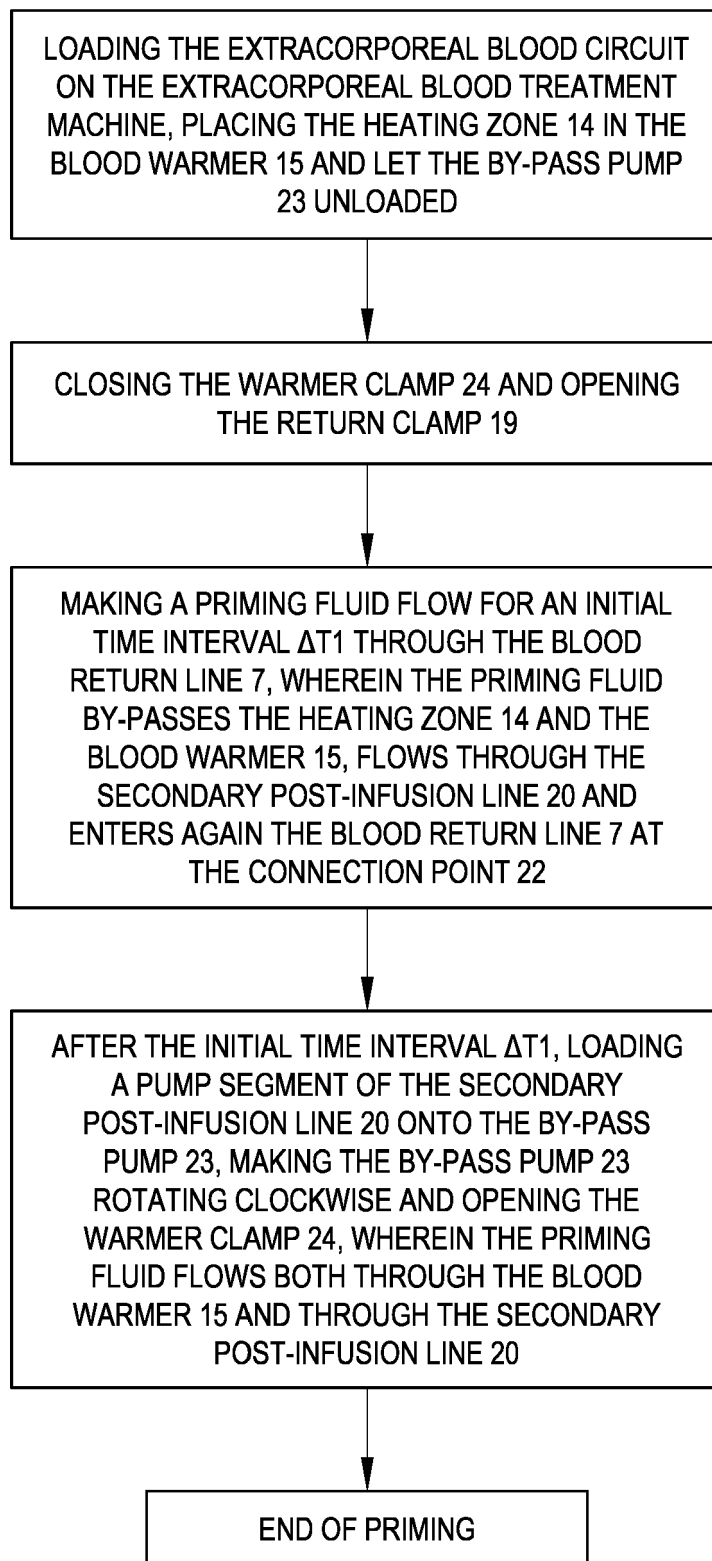 LOADING THE EXTRACORPOREAL BLOOD CIRCUIT
ON THE EXTRACORPOREAL BLOOD TREATMENT
MACHINE, PLACING THE HEATING ZONE 14 IN THE
BLOOD WARMER 15 AND LET THE BY-PASS PUMP
23 UNLOADED
CLOSING THE WARMER CLAMP 24 AND OPENING
THE RETURN CLAMP 19
MAKING A PRIMING FLUID FLOW FOR AN INITIAL
TIME INTERVAL ΔT1 THROUGH THE BLOOD
RETURN LINE 7, WHEREIN THE PRIMING FLUID
BY-PASSES THE HEATING ZONE 14 AND THE
BLOOD WARMER 15, FLOWS THROUGH THE
SECONDARY POST-INFUSION LINE 20 AND
ENTERS AGAIN THE BLOOD RETURN LINE 7 AT
THE CONNECTION POINT 22
AFTER THE INITIAL TIME INTERVAL ΔT1, LOADING
A PUMP SEGMENT OF THE SECONDARY
POST-INFUSION LINE 20 ONTO THE BY-PASS
PUMP 23, MAKING THE BY-PASS PUMP 23
ROTATING CLOCKWISE AND OPENING THE
WARMER CLAMP 24, WHEREIN THE PRIMING
FLUID FLOWS BOTH THROUGH THE BLOOD
WARMER 15 AND THROUGH THE SECONDARY
POST-INFUSION LINE 20
END OF PRIMING